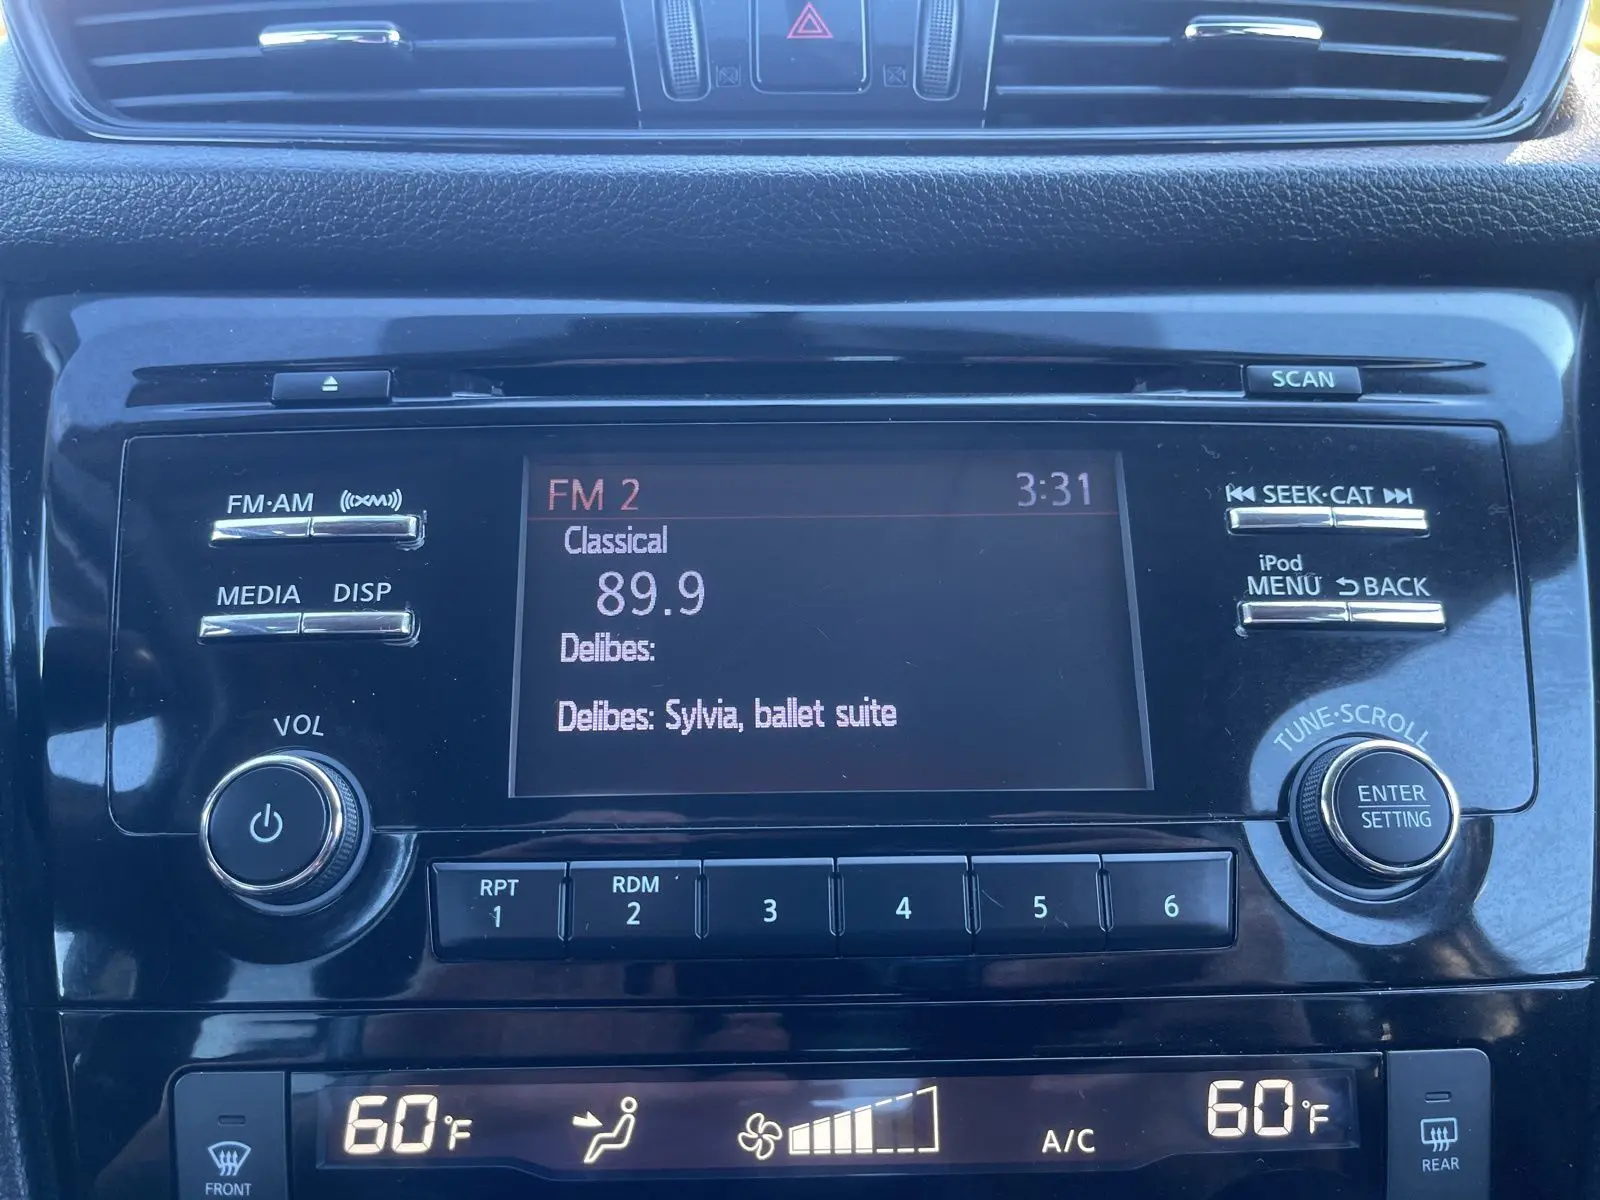 SCAN
FM·AM XM
SEEK·CAT
MEDIA DISP
iPod
MENU BACK
FM 2 3:31
Classical
89.9
Delibes:
Delibes: Sylvia, ballet suite
VOL
TUNE·SCROLL
ENTER
SETTING
RPT
1
RDM
2
3
4
5
6
60°F
A/C
60°F
FRONT
REAR